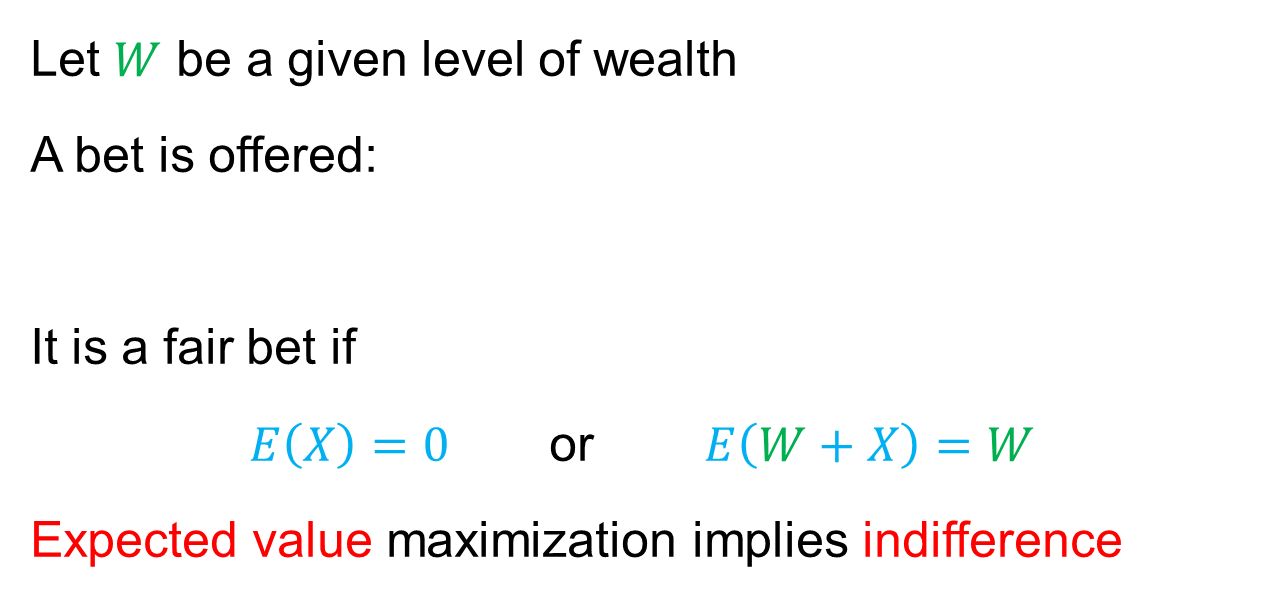 Let W be a given level of wealth
A bet is offered:
It is a fair bet if
E(X) = 0 or E(W + X) = W
Expected value maximization implies indifference